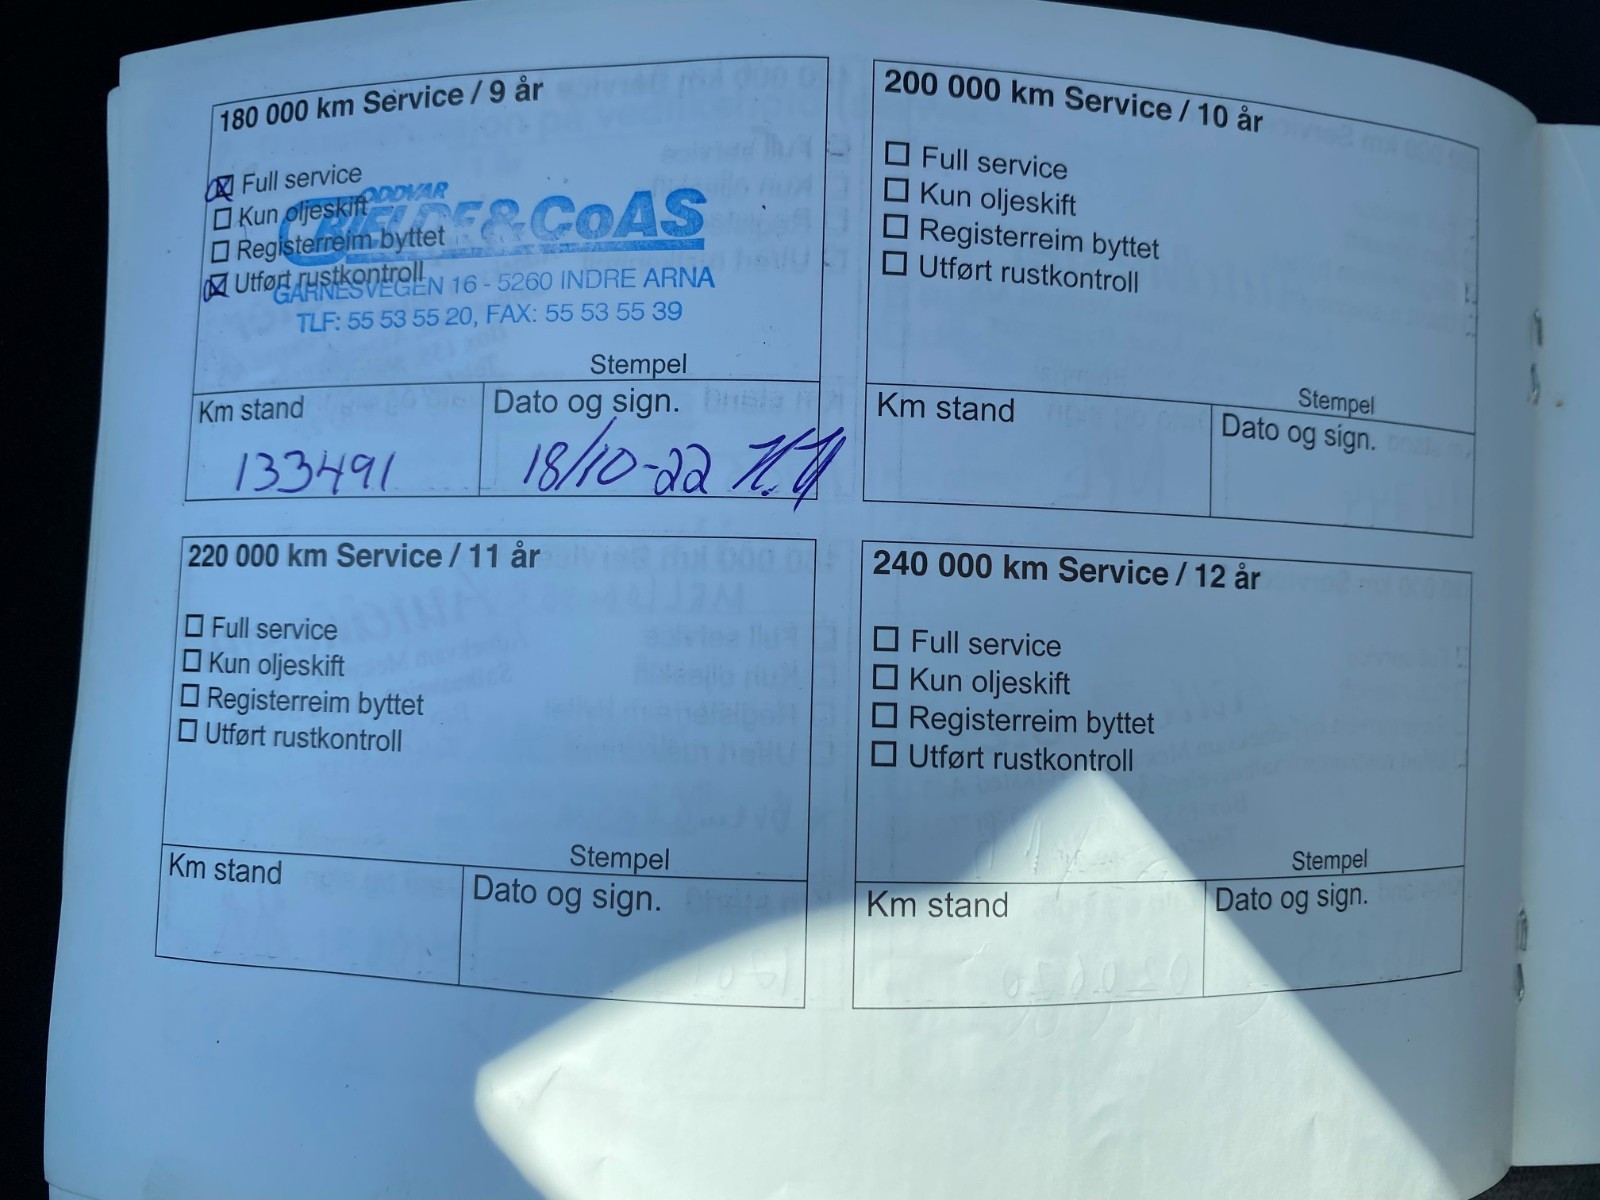 180 000 km Service / 9 år
Full service
Kun oljeskift
Registerreim byttet
Utført rustkontroll
ODDVAR
BJELDE & Co AS
GARNESVEGEN 16 - 5260 INDRE ARNA
TLF: 55 53 55 20, FAX: 55 53 55 39
Stempel
Km stand
133491
Dato og sign.
18/10-22
200 000 km Service / 10 år
Full service
Kun oljeskift
Registerreim byttet
Utført rustkontroll
Stempel
Km stand
Dato og sign.
220 000 km Service / 11 år
Full service
Kun oljeskift
Registerreim byttet
Utført rustkontroll
Stempel
Km stand
Dato og sign.
240 000 km Service / 12 år
Full service
Kun oljeskift
Registerreim byttet
Utført rustkontroll
Stempel
Km stand
Dato og sign.